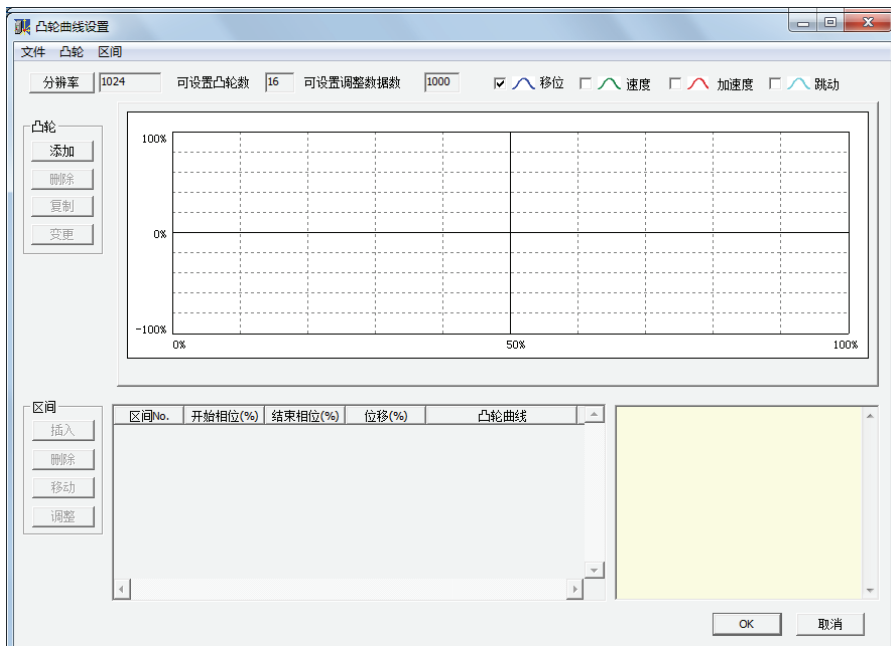 凸轮曲线设置
文件 凸轮 区间
分辨率 1024 可设置凸轮数 16 可设置调整数据数 1000 移位 速度 加速度 跳动
凸轮
添加
删除
复制
变更
100%
0%
-100%
0% 50% 100%
区间
插入
删除
移动
调整
区间No. 开始相位(%) 结束相位(%) 位移(%) 凸轮曲线
OK 取消